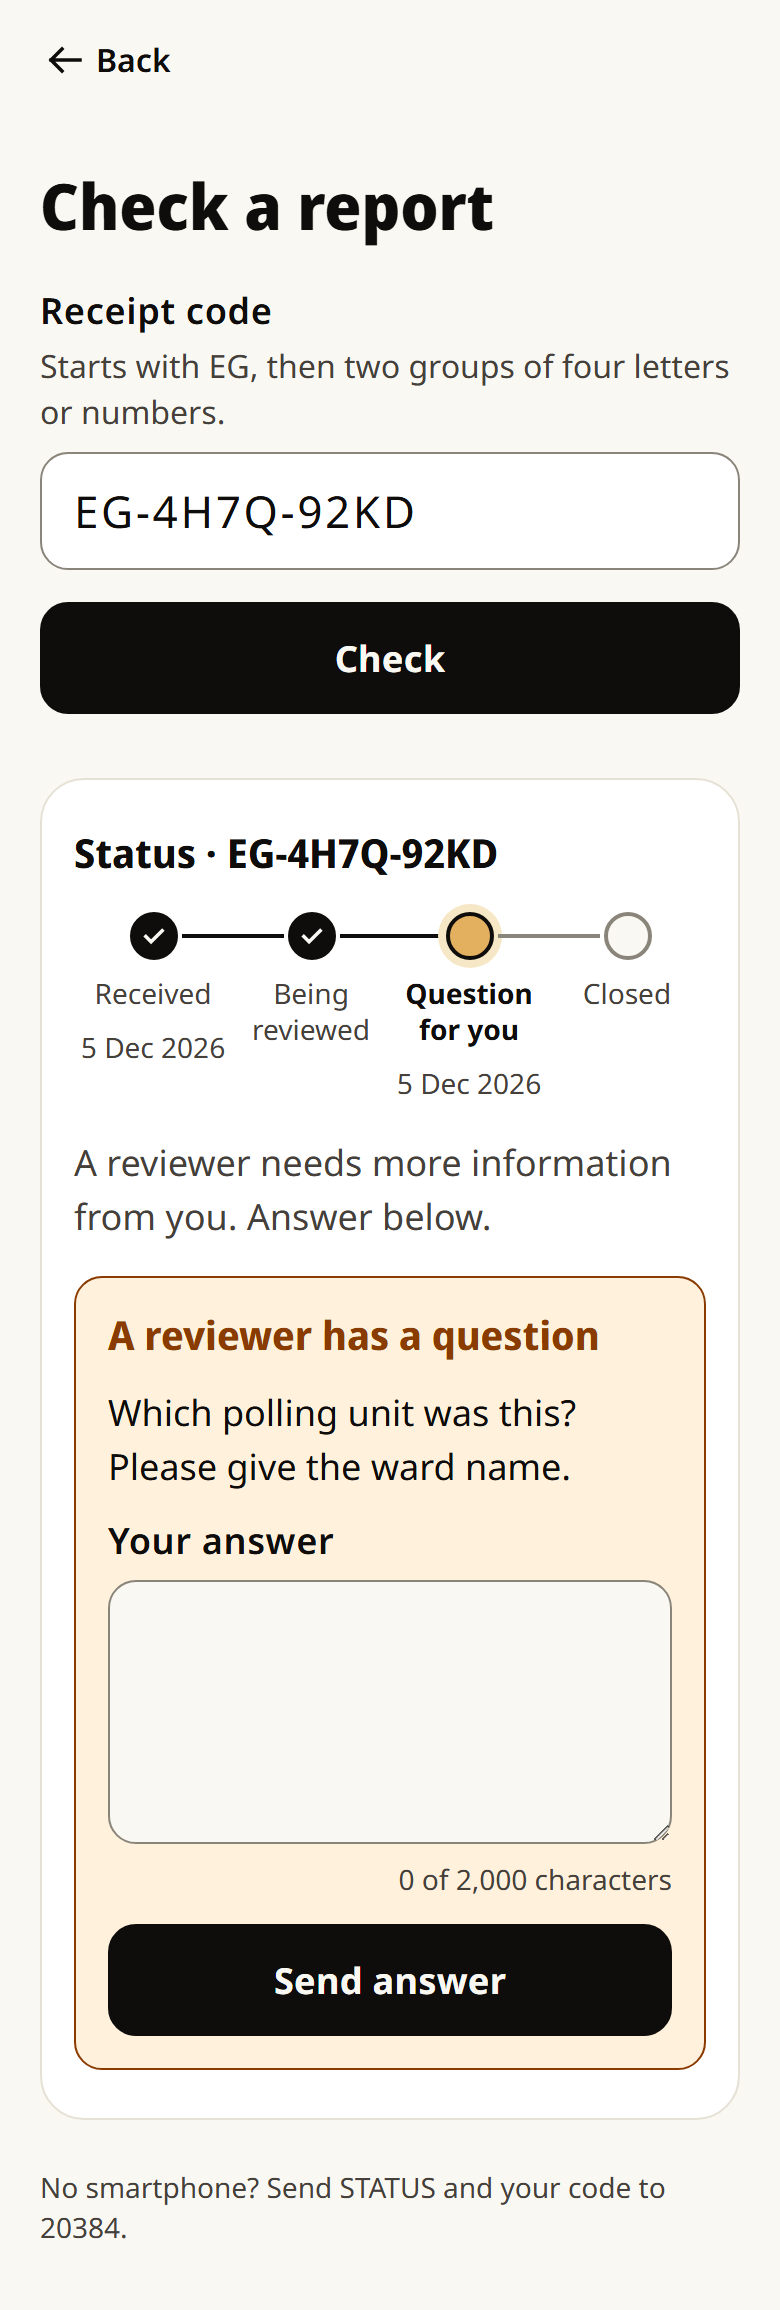 Back
Check a report
Receipt code
Starts with EG, then two groups of four letters
or numbers.
EG-4H7Q-92KD
Check
Status · EG-4H7Q-92KD
Received
5 Dec 2026
Being
reviewed
Question
for you
5 Dec 2026
Closed
A reviewer needs more information
from you. Answer below.
A reviewer has a question
Which polling unit was this?
Please give the ward name.
Your answer
0 of 2,000 characters
Send answer
No smartphone? Send STATUS and your code to
20384.